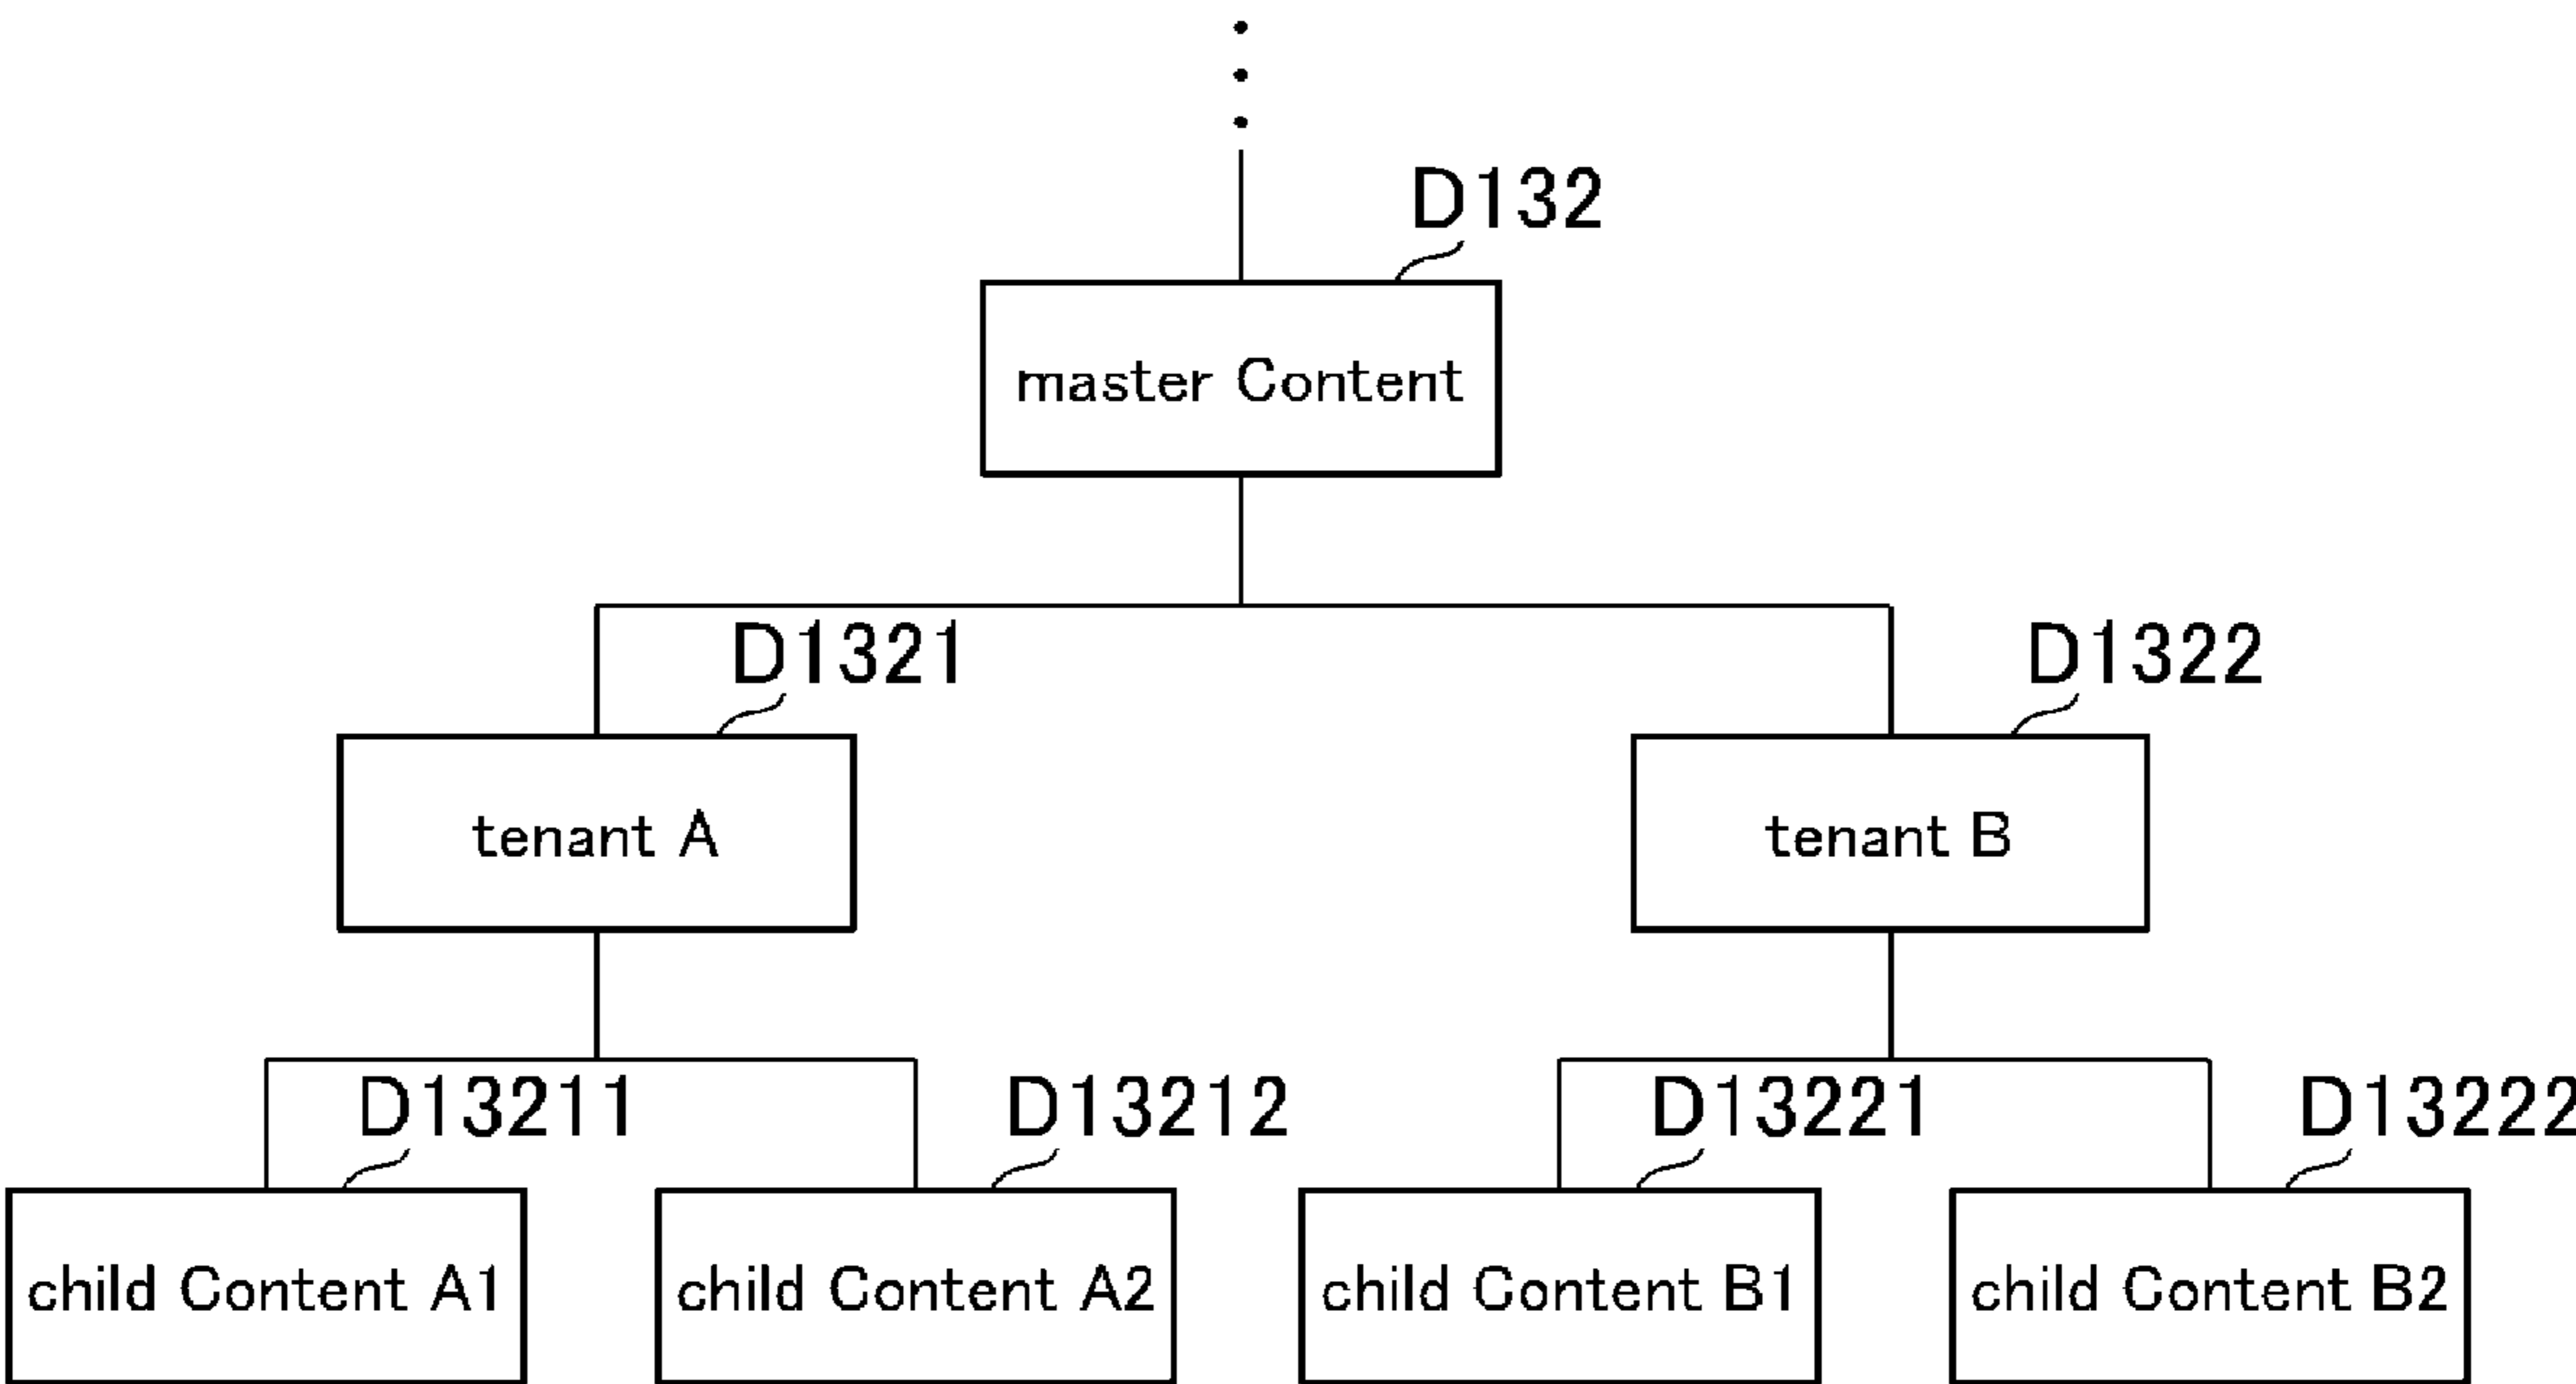 D132
master Content
D1321
D1322
tenant A
tenant B
D13211
D13212
D13221
D13222
child Content A1
child Content A2
child Content B1
child Content B2